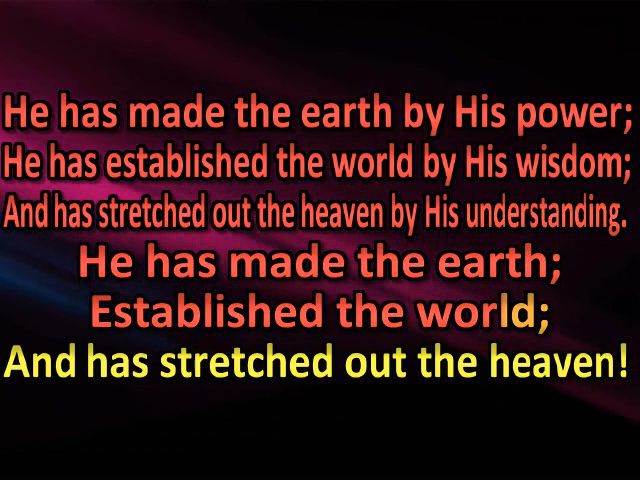 He has made the earth by His power;
He has established the world by His wisdom;
And has stretched out the heaven by His understanding.
He has made the earth;
Established the world;
And has stretched out the heaven!